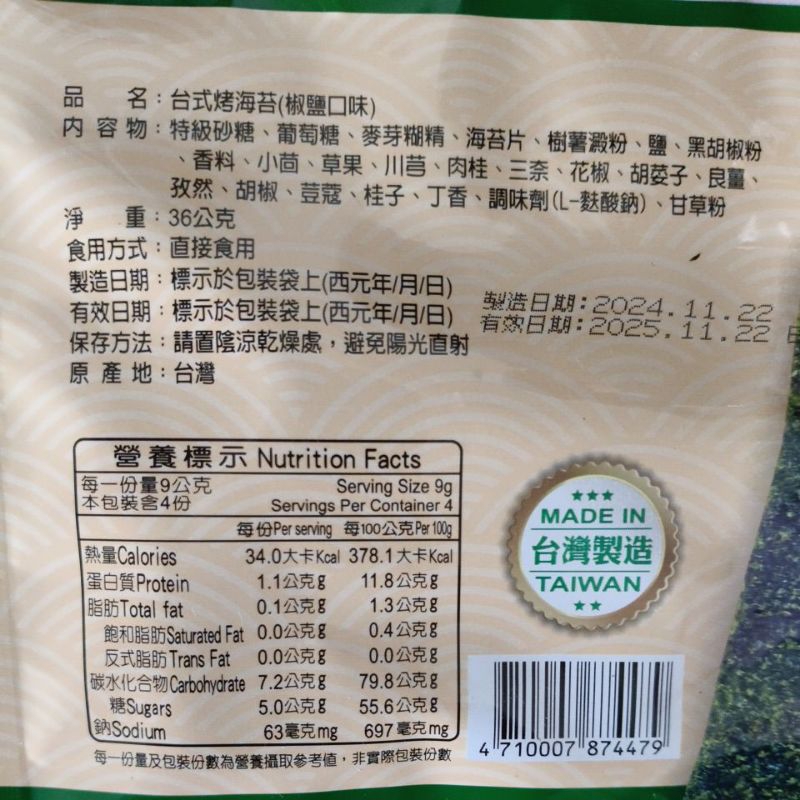 品　　名：台式烤海苔(椒鹽口味)
內 容 物：特級砂糖、葡萄糖、麥芽糊精、海苔片、樹薯澱粉、鹽、黑胡椒粉
、香料、小茴、草果、川芎、肉桂、三奈、花椒、胡荽子、良薑、
孜然、胡椒、荳蔻、桂子、丁香、調味劑(L-麩酸鈉)、甘草粉
淨　　重：36公克
食用方式：直接食用
製造日期：標示於包裝袋上(西元年/月/日)
有效日期：標示於包裝袋上(西元年/月/日)
製造日期:2024.11.22
有效日期:2025.11.22
保存方法：請置陰涼乾燥處，避免陽光直射
原 產 地：台灣
營養標示 Nutrition Facts
每一份量9公克 Serving Size 9g
本包裝含4份 Servings Per Container 4
每份Per serving 每100公克Per 100g
熱量Calories 34.0大卡Kcal 378.1大卡Kcal
蛋白質Protein 1.1公克g 11.8公克g
脂肪Total fat 0.1公克g 1.3公克g
飽和脂肪Saturated Fat 0.0公克g 0.4公克g
反式脂肪Trans Fat 0.0公克g 0.0公克g
碳水化合物Carbohydrate 7.2公克g 79.8公克g
糖Sugars 5.0公克g 55.6公克g
鈉Sodium 63毫克mg 697毫克mg
每一份量及包裝份數為營養攝取參考值，非實際包裝份數
MADE IN
台灣製造
TAIWAN
4 710007 874479